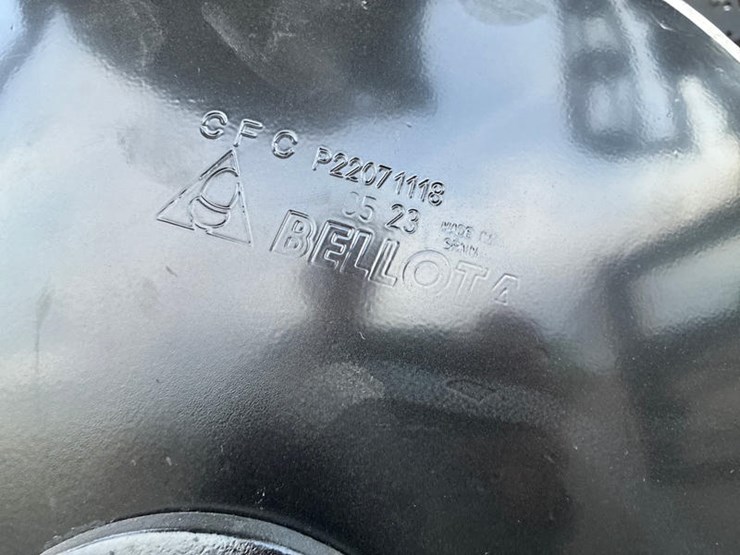 CFC P22071118
05 23 MADE IN
SPAIN
BELLOTA